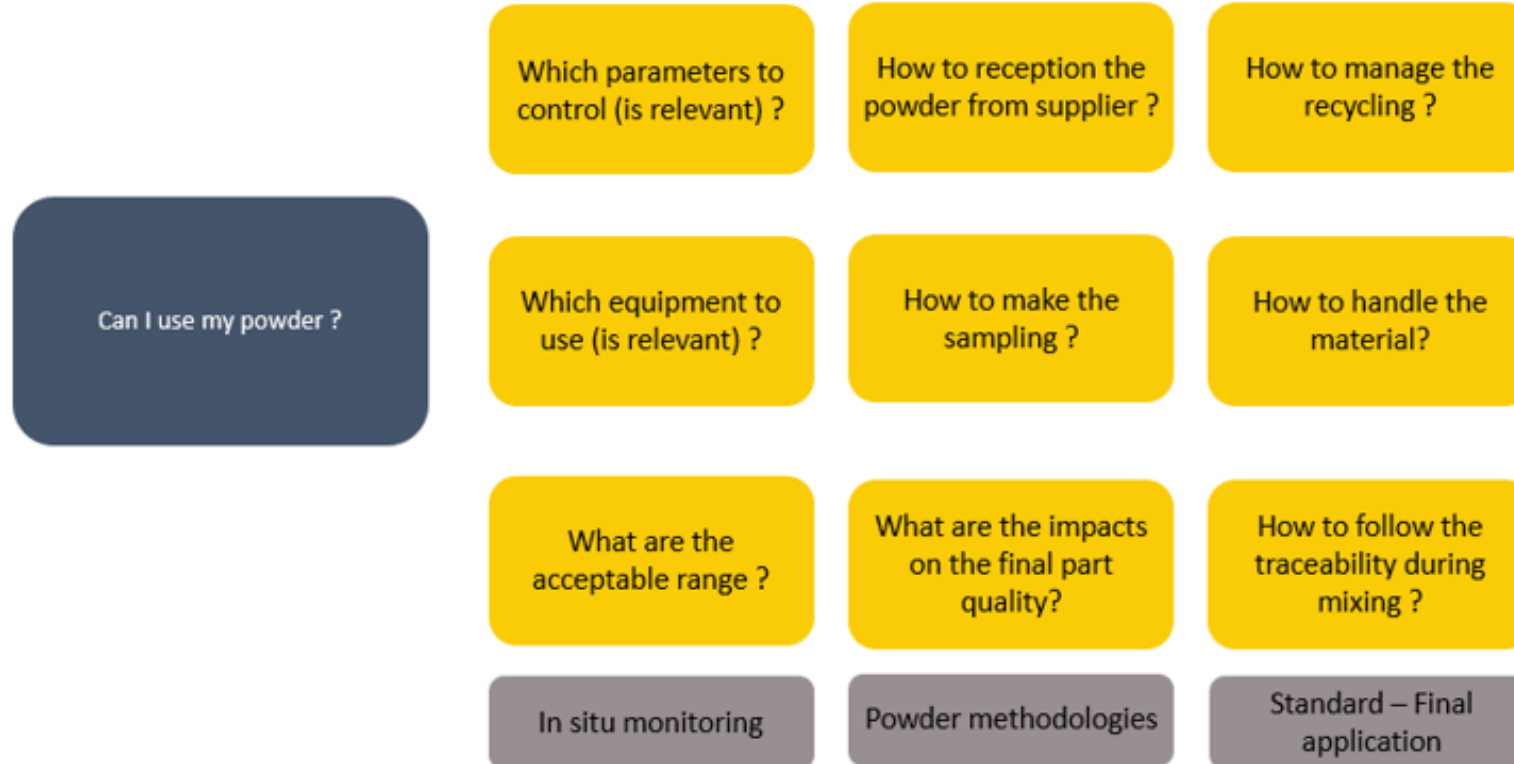 Can I use my powder ?
Which parameters to
control (is relevant) ?
How to reception the
powder from supplier ?
How to manage the
recycling ?
Which equipment to
use (is relevant) ?
How to make the
sampling ?
How to handle the
material?
What are the
acceptable range ?
What are the impacts
on the final part
quality?
How to follow the
traceability during
mixing ?
In situ monitoring
Powder methodologies
Standard – Final
application